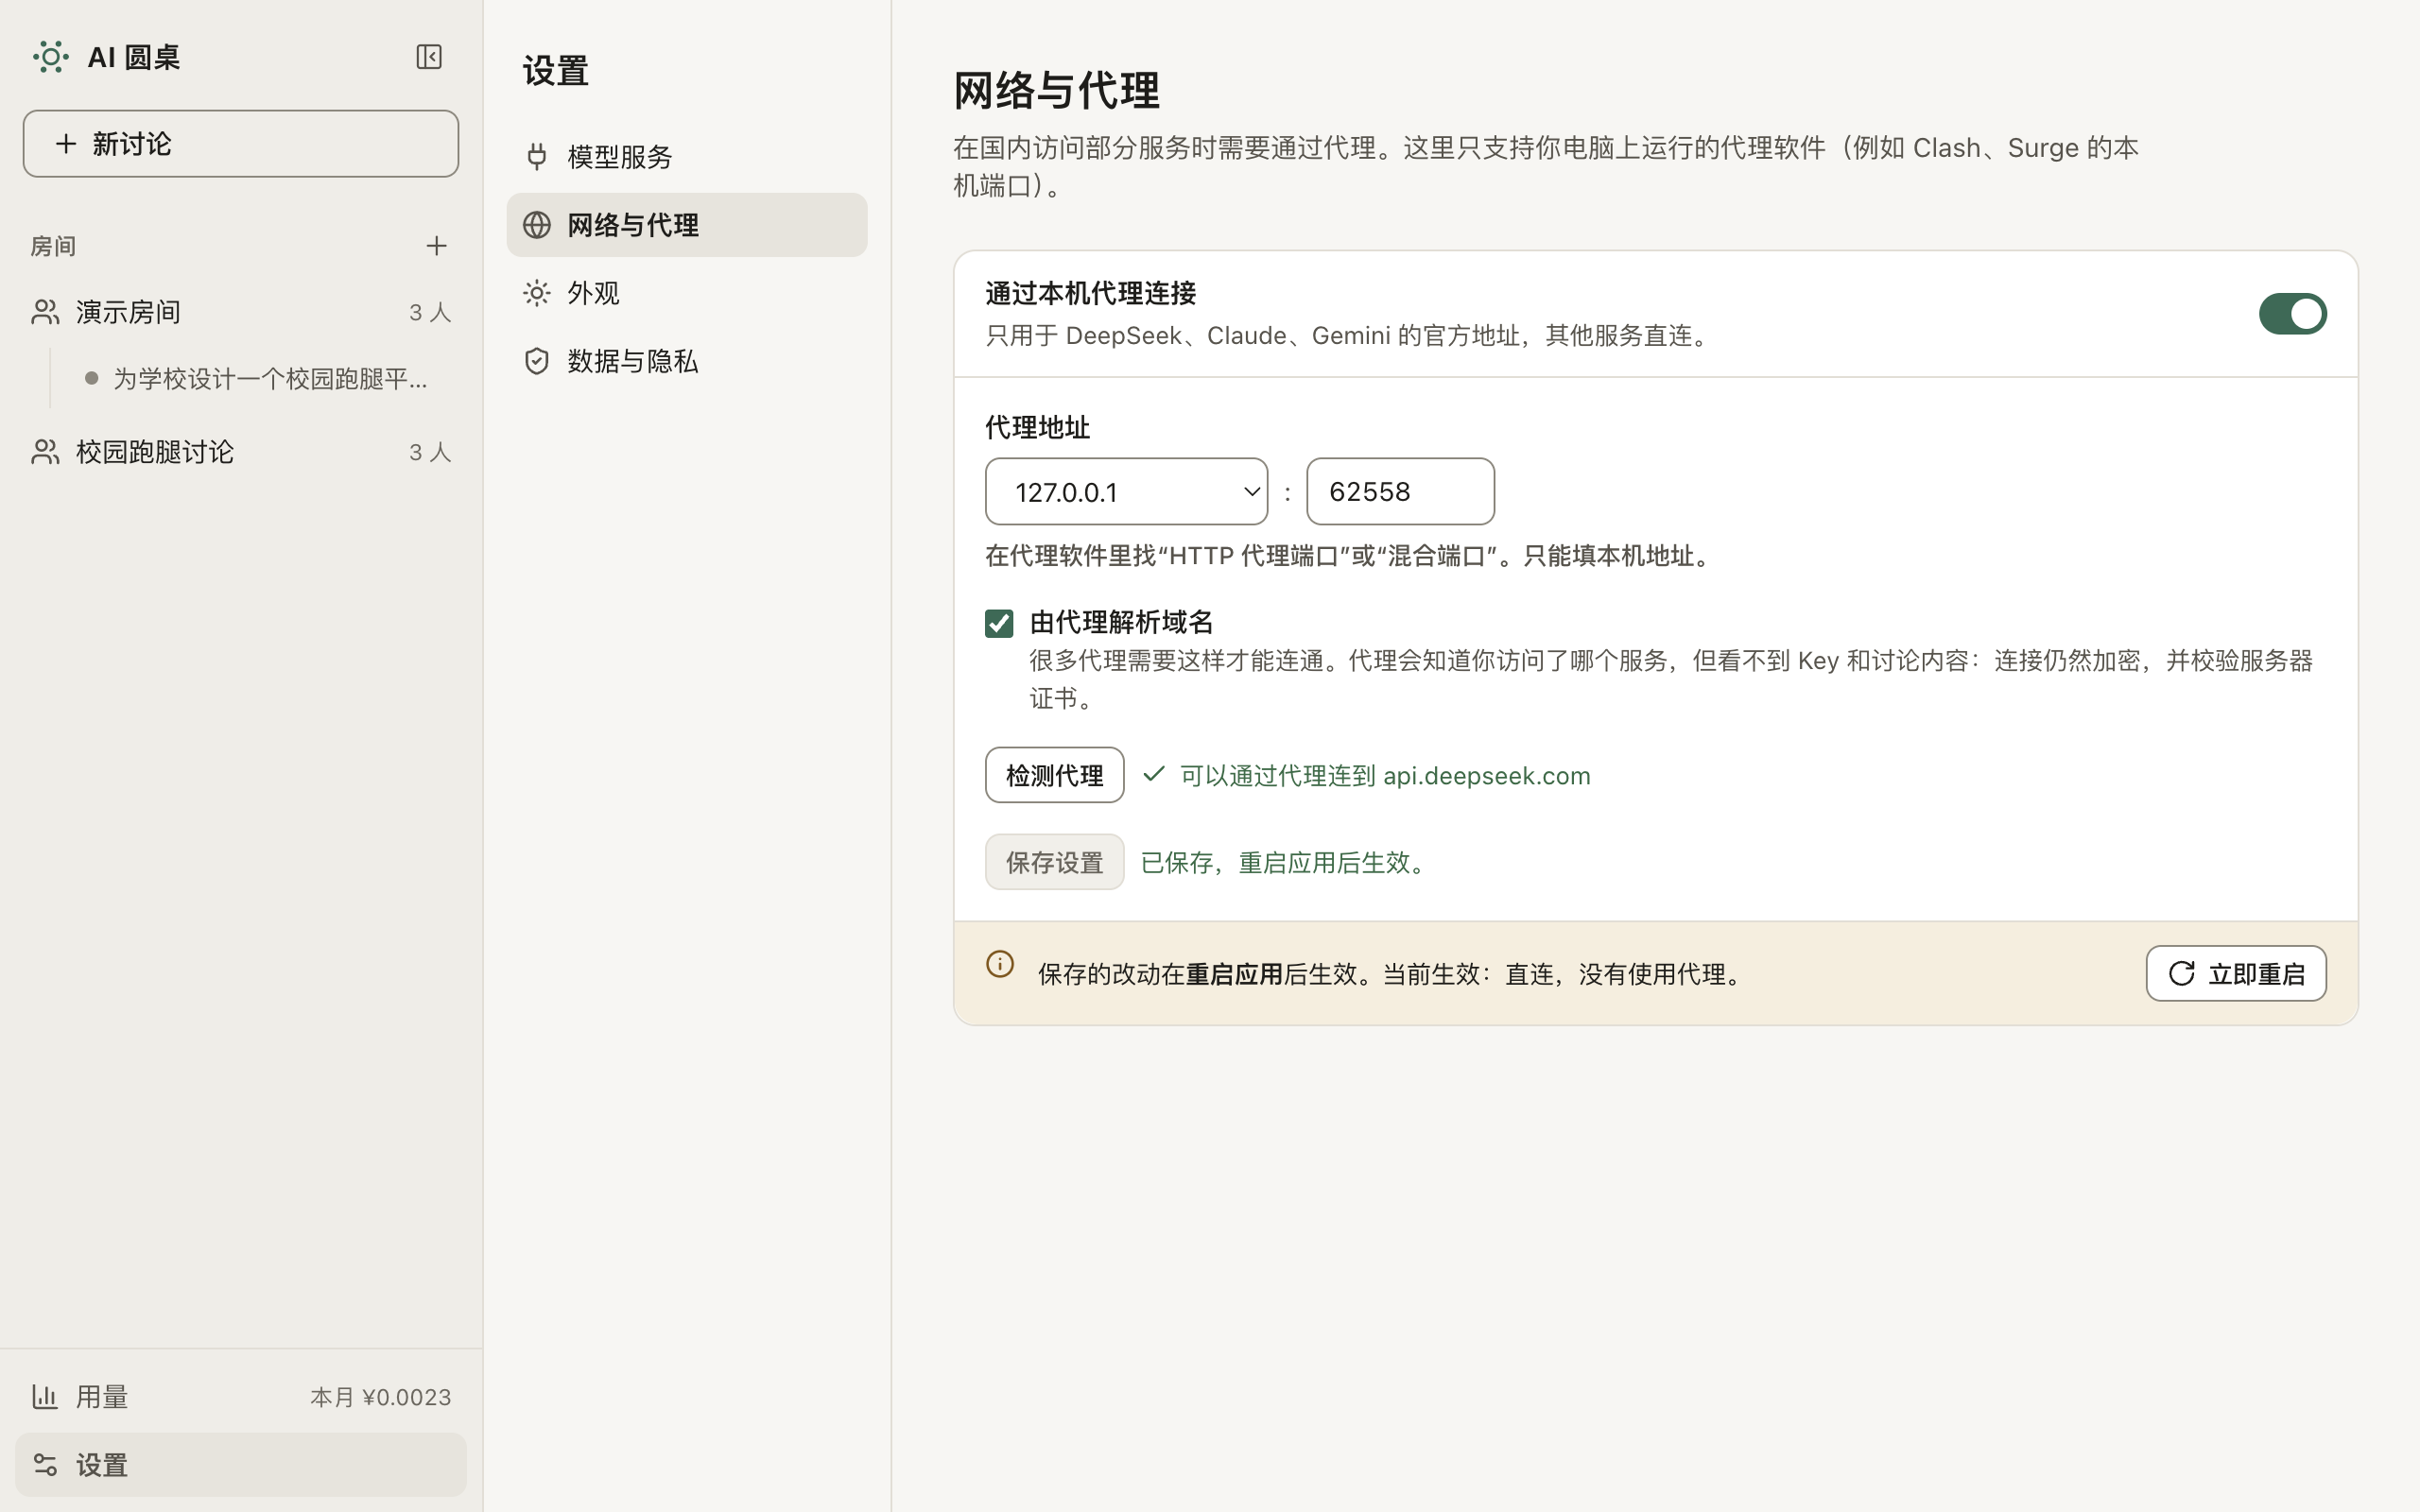 AI 圆桌
新讨论
房间
演示房间 3 人
为学校设计一个校园跑腿平...
校园跑腿讨论 3 人
用量 本月 ¥0.0023
设置
设置
模型服务
网络与代理
外观
数据与隐私
网络与代理
在国内访问部分服务时需要通过代理。这里只支持你电脑上运行的代理软件（例如 Clash、Surge 的本
机端口）。
通过本机代理连接
只用于 DeepSeek、Claude、Gemini 的官方地址，其他服务直连。
代理地址
127.0.0.1 : 62558
在代理软件里找“HTTP 代理端口”或“混合端口”。只能填本机地址。
由代理解析域名
很多代理需要这样才能连通。代理会知道你访问了哪个服务，但看不到 Key 和讨论内容：连接仍然加密，并校验服务器
证书。
检测代理 可以通过代理连到 api.deepseek.com
保存设置 已保存，重启应用后生效。
保存的改动在重启应用后生效。当前生效：直连，没有使用代理。 立即重启